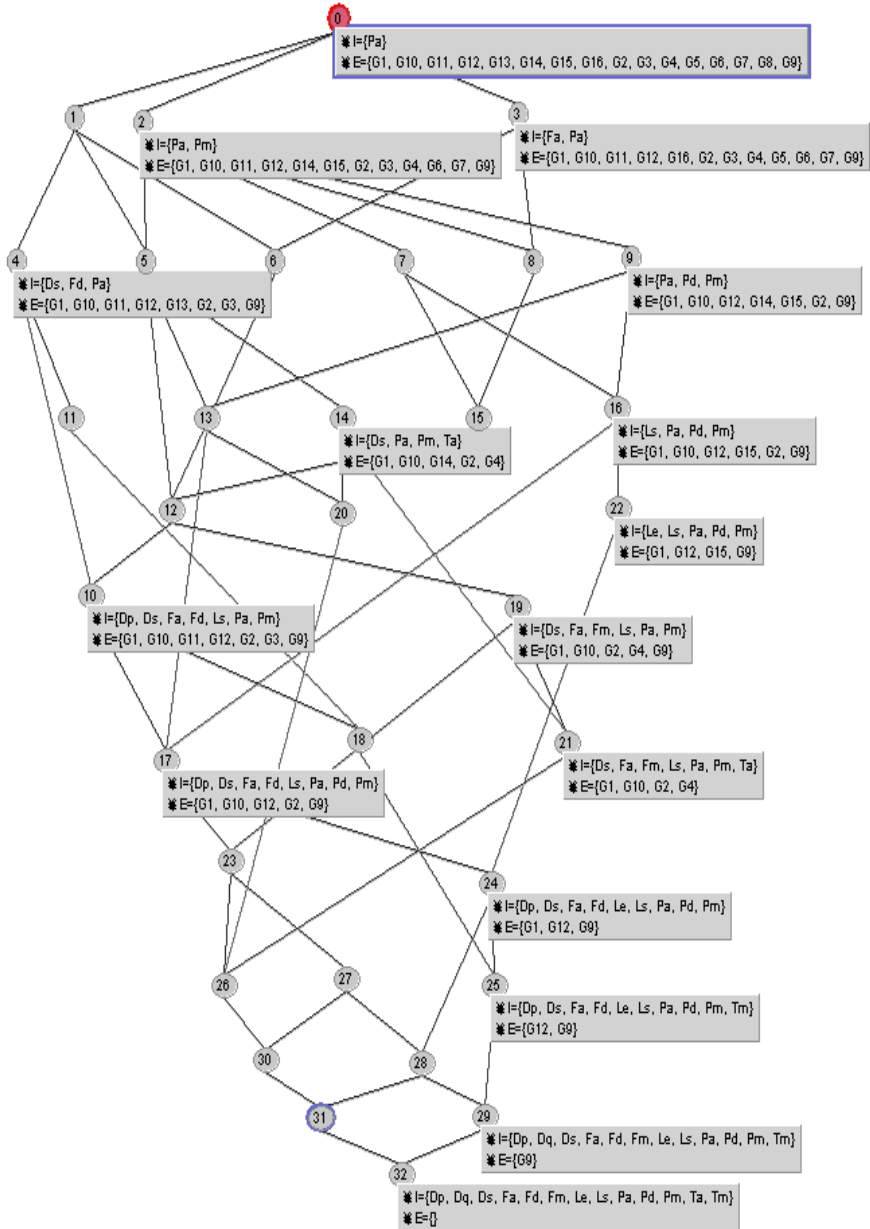 0
I={Pa}
E={G1, G10, G11, G12, G13, G14, G15, G16, G2, G3, G4, G5, G6, G7, G8, G9}
1
2
3
I={Pa, Pm}
E={G1, G10, G11, G12, G14, G15, G2, G3, G4, G6, G7, G9}
I={Fa, Pa}
E={G1, G10, G11, G12, G16, G2, G3, G4, G5, G6, G7, G9}
4
5
6
7
8
9
I={Ds, Fd, Pa}
E={G1, G10, G11, G12, G13, G2, G3, G9}
I={Pa, Pd, Pm}
E={G1, G10, G12, G14, G15, G2, G9}
11
13
14
15
16
I={Ds, Pa, Pm, Ta}
E={G1, G10, G14, G2, G4}
I={Ls, Pa, Pd, Pm}
E={G1, G10, G12, G15, G2, G9}
12
20
22
I={Le, Ls, Pa, Pd, Pm}
E={G1, G12, G15, G9}
10
19
I={Dp, Ds, Fa, Fd, Ls, Pa, Pm}
E={G1, G10, G11, G12, G2, G3, G9}
I={Ds, Fa, Fm, Ls, Pa, Pm}
E={G1, G10, G2, G4, G9}
17
18
21
I={Dp, Ds, Fa, Fd, Ls, Pa, Pd, Pm}
E={G1, G10, G12, G2, G9}
I={Ds, Fa, Fm, Ls, Pa, Pm, Ta}
E={G1, G10, G2, G4}
23
24
I={Dp, Ds, Fa, Fd, Le, Ls, Pa, Pd, Pm}
E={G1, G12, G9}
26
27
25
I={Dp, Ds, Fa, Fd, Le, Ls, Pa, Pd, Pm, Tm}
E={G12, G9}
30
28
31
29
I={Dp, Dq, Ds, Fa, Fd, Fm, Le, Ls, Pa, Pd, Pm, Tm}
E={G9}
32
I={Dp, Dq, Ds, Fa, Fd, Fm, Le, Ls, Pa, Pd, Pm, Ta, Tm}
E={}